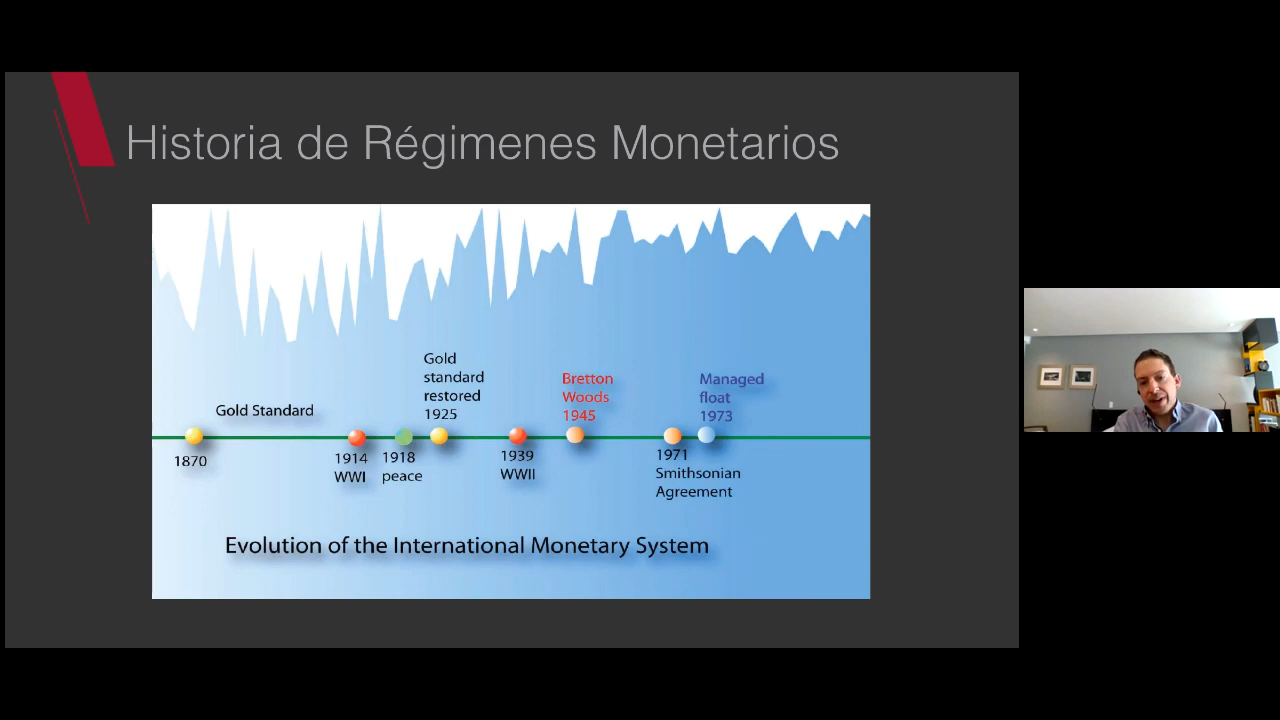 Historia de Régimenes Monetarios
Gold
standard
restored
1925
Bretton
Woods
1945
Managed
float
1973
Gold Standard
1870
1914
WWI
1918
peace
1939
WWII
1971
Smithsonian
Agreement
Evolution of the International Monetary System